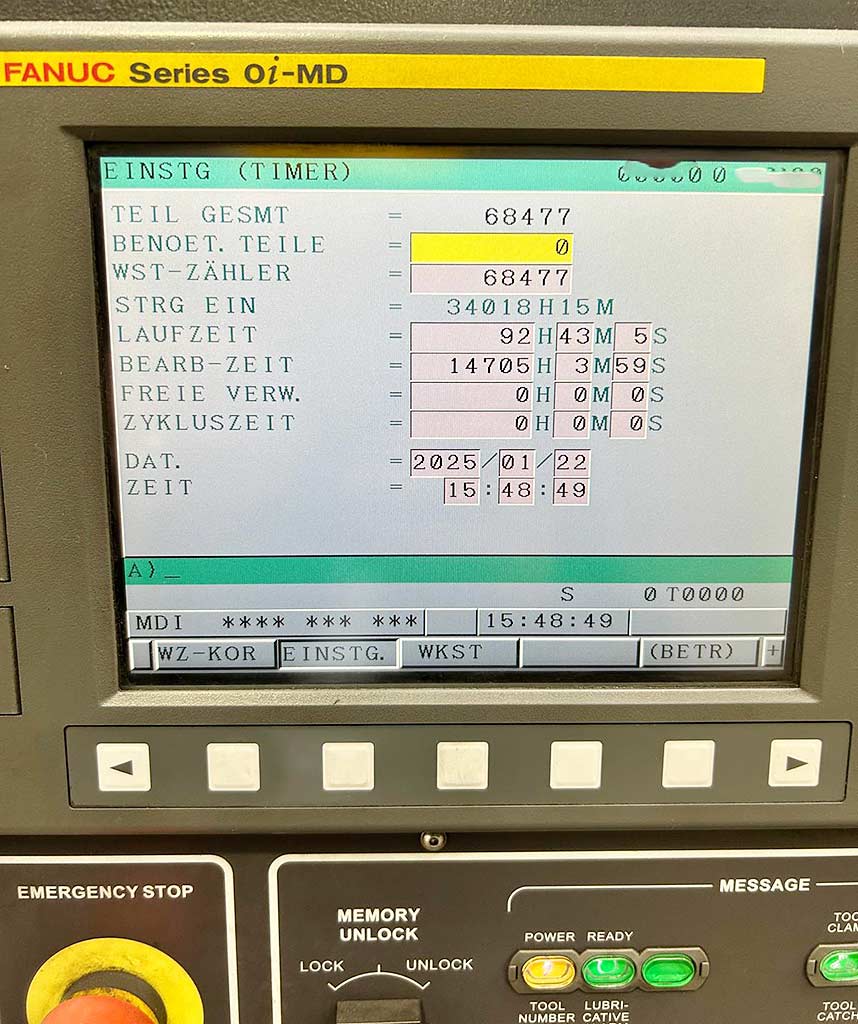 FANUC Series 0i-MD
EINSTG (TIMER)
TEIL GESMT = 68477
BENOET. TEILE = 0
WST-ZÄHLER = 68477
STRG EIN = 34018H15M
LAUFZEIT = 92H43M 5S
BEARB-ZEIT = 14705H 3M59S
FREIE VERW. = 0H 0M 0S
ZYKLUSZEIT = 0H 0M 0S
DAT. = 2025/01/22
ZEIT = 15:48:49
A)_
S 0 T0000
MDI **** *** *** 15:48:49
WZ-KOR EINSTG. WKST (BETR) +
EMERGENCY STOP
MEMORY
UNLOCK
LOCK UNLOCK
MESSAGE
POWER READY
TOOL
NUMBER
LUBRI-
CATIVE
TOOL